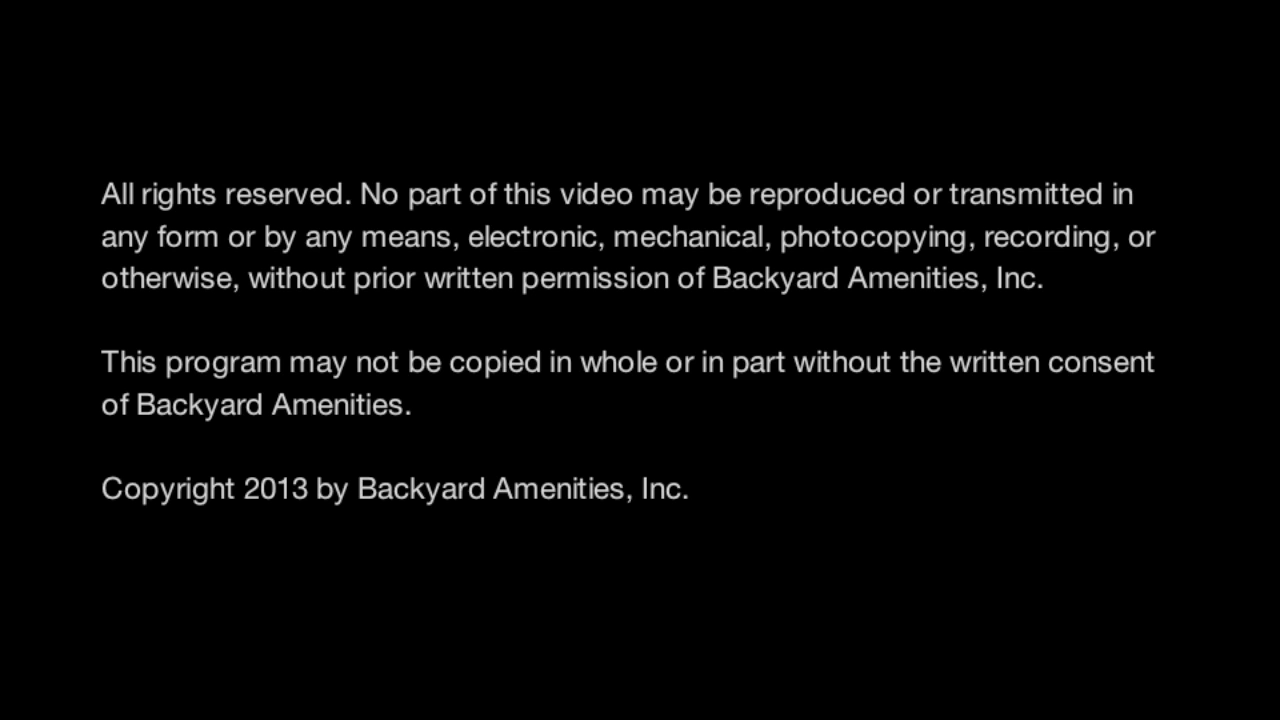 All rights reserved. No part of this video may be reproduced or transmitted in
any form or by any means, electronic, mechanical, photocopying, recording, or
otherwise, without prior written permission of Backyard Amenities, Inc.
This program may not be copied in whole or in part without the written consent
of Backyard Amenities.
Copyright 2013 by Backyard Amenities, Inc.